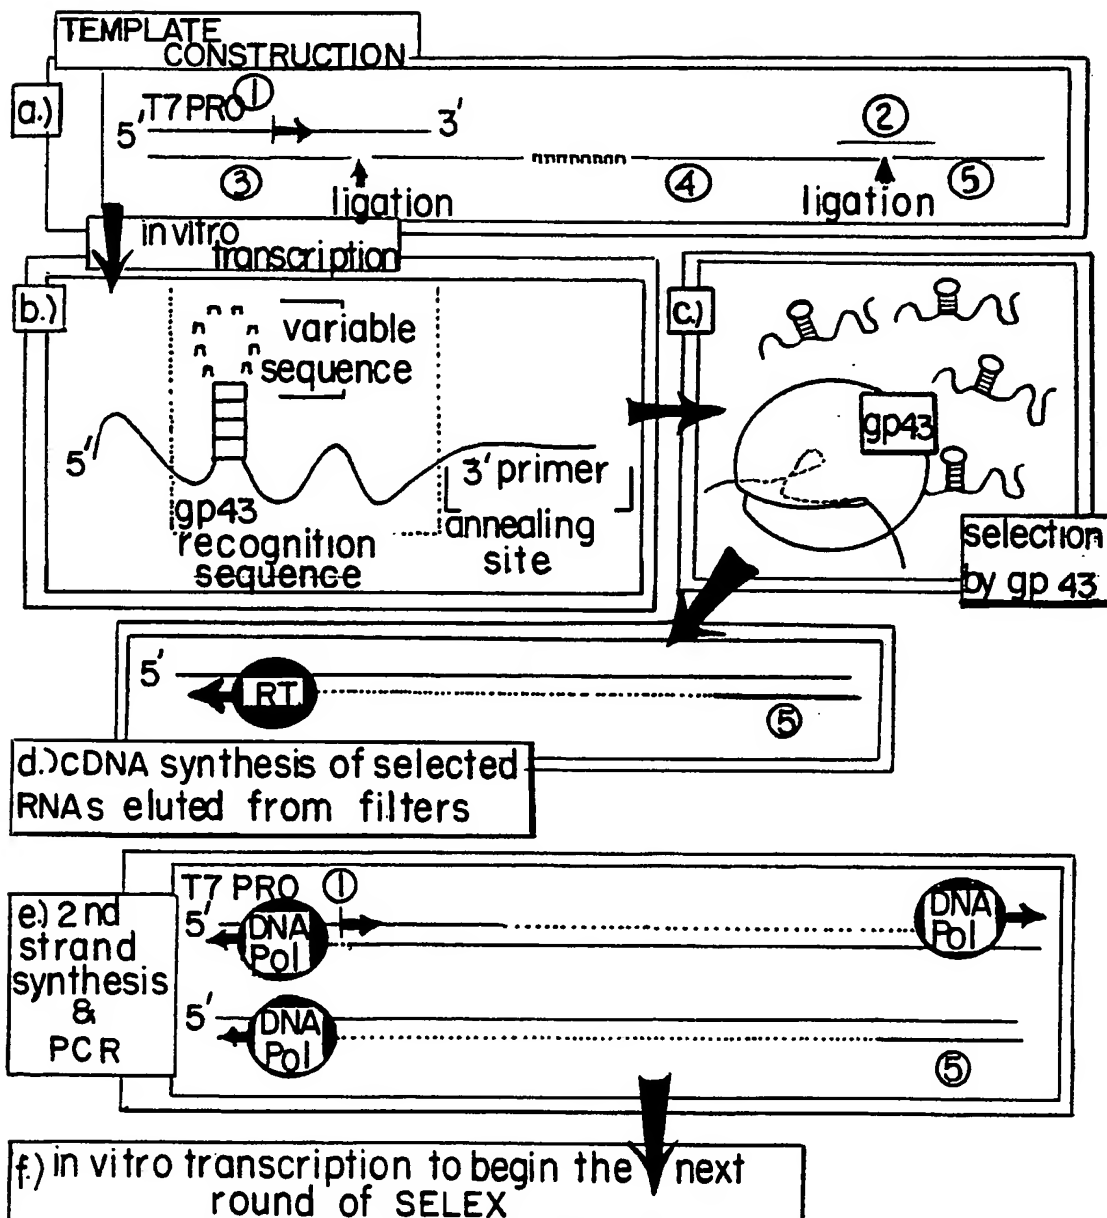 TEMPLATE
CONSTRUCTION
a.)
5' T7 PRO ① 3'
②
③ ④ ⑤
ligation ligation
in vitro
transcription
b.)
n n n
n n
n n
variable
sequence
5'
3' primer
annealing
site
gp43
recognition
sequence
c.)
gp43
selection
by gp 43
5'
RT
⑤
d.) cDNA synthesis of selected
RNAs eluted from filters
e.) 2nd
strand
synthesis
&
PCR
T7 PRO ①
5' DNA
Pol
DNA
Pol
5' DNA
Pol
⑤
f.) in vitro transcription to begin the next
round of SELEX